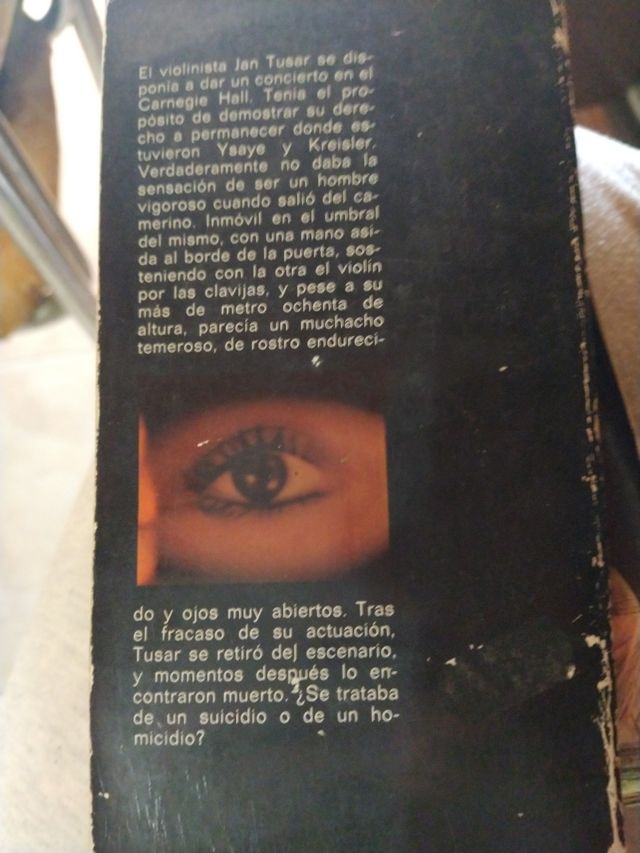 El violinista Jan Tusar se dis-
ponía a dar un concierto en el
Carnegie Hall. Tenía el pro-
pósito de demostrar su dere-
cho a permanecer donde es-
tuvieron Ysaye y Kreisler.
Verdaderamente no daba la
sensación de ser un hombre
vigoroso cuando salió del ca-
merino. Inmóvil en el umbral
del mismo, con una mano asi-
da al borde de la puerta, sos-
teniendo con la otra el violín
por las clavijas, y pese a su
más de metro ochenta de
altura, parecía un muchacho
temeroso, de rostro endureci-
do y ojos muy abiertos. Tras
el fracaso de su actuación,
Tusar se retiró del escenario,
y momentos después lo en-
contraron muerto. ¿Se trataba
de un suicidio o de un ho-
micidio?